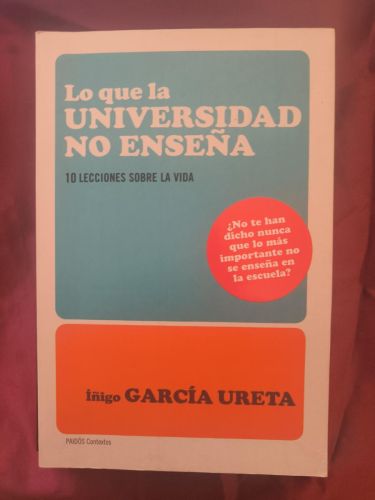 Lo que la
UNIVERSIDAD
NO ENSEÑA
10 LECCIONES SOBRE LA VIDA
¿No te han
dicho nunca
que lo más
importante no
se enseña en
la escuela?
íñigo GARCÍA URETA
PAIDÓS Contextos